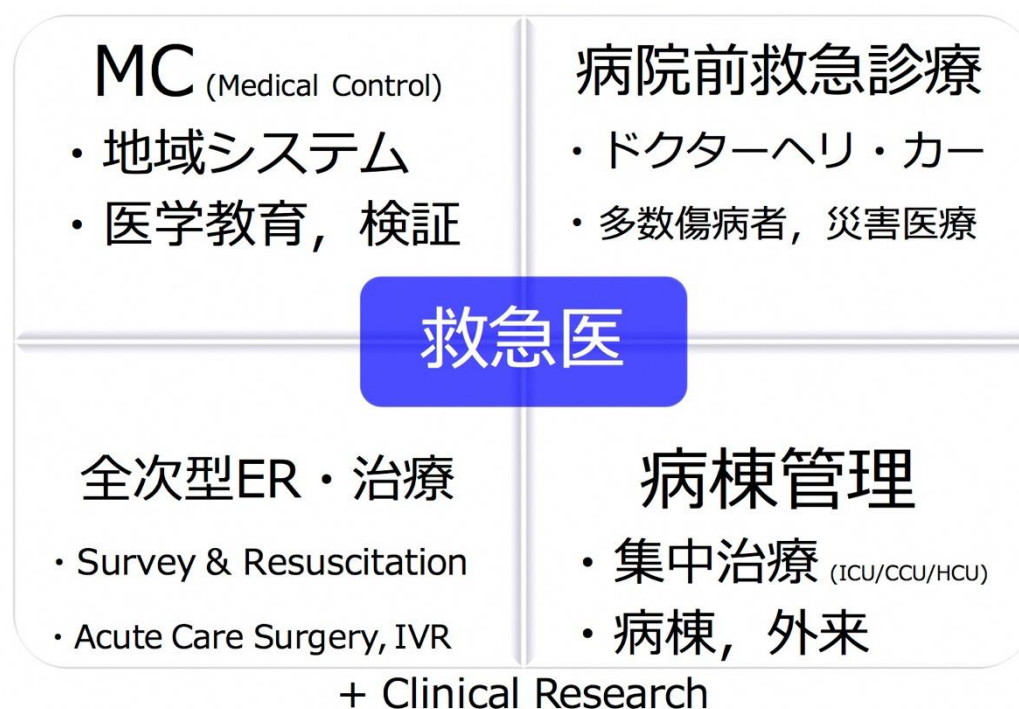 MC (Medical Control)
・地域システム
・医学教育，検証
病院前救急診療
・ドクターヘリ・カー
・多数傷病者，災害医療
救急医
全次型ER・治療
・Survey & Resuscitation
・Acute Care Surgery, IVR
病棟管理
・集中治療 (ICU/CCU/HCU)
・病棟，外来
+ Clinical Research